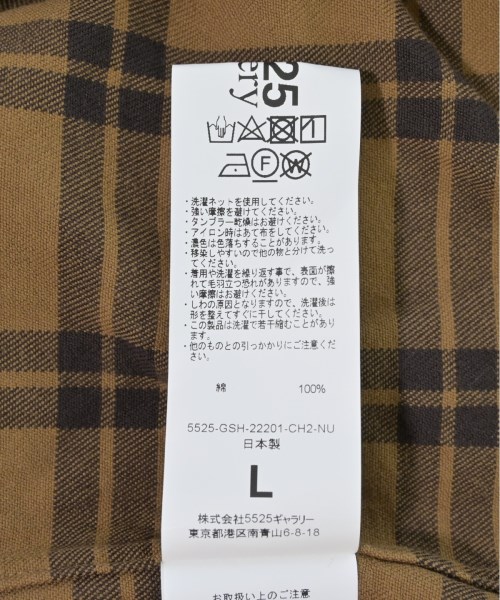 25
ery
F
W
・洗濯ネットを使用してください。
・強い摩擦を避けてください。
・タンブラー乾燥はお避けください。
・アイロン時はあて布をしてください。
・濃色は色落ちすることがあります。
・移染しやすいので他の物と分けて洗っ
てください。
・着用や洗濯を繰り返す事で、表面が擦
れて毛羽立つ恐れがありますので、強
い摩擦はお避けください。
・しわの原因となりますので、洗濯後は
形を整えてすぐに干してください。
・この製品は洗濯で若干縮むことがあり
ます。
・他のものとの引っかかりにご注意くださ
い。
綿 100%
5525-GSH-22201-CH2-NU
日本製
L
株式会社5525ギャラリー
東京都港区南青山6-8-18
お取扱い上のご注意